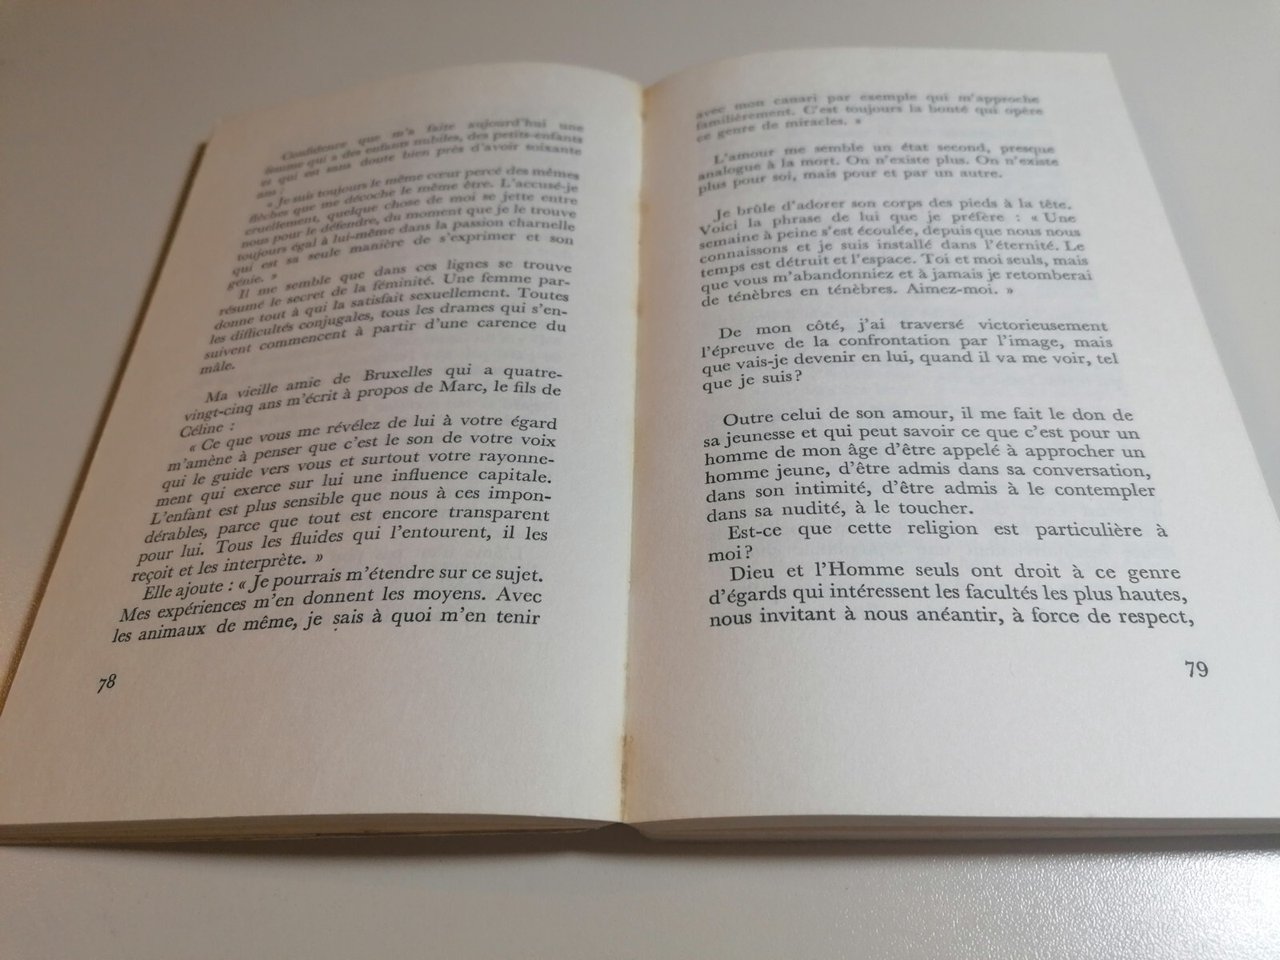 Confidence que m'a faite aujourd'hui une
femme qui a des enfants nubiles, des petits-enfants
et qui est sans doute bien près d'avoir soixante
ans :
« Je suis toujours le même cœur percé des mêmes
flèches que me décoche le même être. L'accusé-je
cruellement, quelque chose de moi se jette entre
nous pour le défendre, du moment que je le trouve
toujours égal à lui-même dans la passion charnelle
qui est sa seule manière de s'exprimer et son
génie. »
Il me semble que dans ces lignes se trouve
résumé le secret de la féminité. Une femme par-
donne tout à qui la satisfait sexuellement. Toutes
les difficultés conjugales, tous les drames qui s'en-
suivent commencent à partir d'une carence du
mâle.
Ma vieille amie de Bruxelles qui a quatre-
vingt-cinq ans m'écrit à propos de Marc, le fils de
Céline :
« Ce que vous me révélez de lui à votre égard
m'amène à penser que c'est le son de votre voix
qui le guide vers vous et surtout votre rayonne-
ment qui exerce sur lui une influence capitale.
L'enfant est plus sensible que nous à ces impon-
dérables, parce que tout est encore transparent
pour lui. Tous les fluides qui l'entourent, il les
reçoit et les interprète. »
Elle ajoute : « Je pourrais m'étendre sur ce sujet.
Mes expériences m'en donnent les moyens. Avec
les animaux de même, je sais à quoi m'en tenir
78
avec mon canari par exemple qui m'approche
familièrement. C'est toujours la bonté qui opère
ce genre de miracles. »
L'amour me semble un état second, presque
analogue à la mort. On n'existe plus. On n'existe
plus pour soi, mais pour et par un autre.
Je brûle d'adorer son corps des pieds à la tête.
Voici la phrase de lui que je préfère : « Une
semaine à peine s'est écoulée, depuis que nous nous
connaissons et je suis installé dans l'éternité. Le
temps est détruit et l'espace. Toi et moi seuls, mais
que vous m'abandonniez et à jamais je retomberai
de ténèbres en ténèbres. Aimez-moi. »
De mon côté, j'ai traversé victorieusement
l'épreuve de la confrontation par l'image, mais
que vais-je devenir en lui, quand il va me voir, tel
que je suis?
Outre celui de son amour, il me fait le don de
sa jeunesse et qui peut savoir ce que c'est pour un
homme de mon âge d'être appelé à approcher un
homme jeune, d'être admis dans sa conversation,
dans son intimité, d'être admis à le contempler
dans sa nudité, à le toucher.
Est-ce que cette religion est particulière à
moi?
Dieu et l'Homme seuls ont droit à ce genre
d'égards qui intéressent les facultés les plus hautes,
nous invitant à nous anéantir, à force de respect,
79